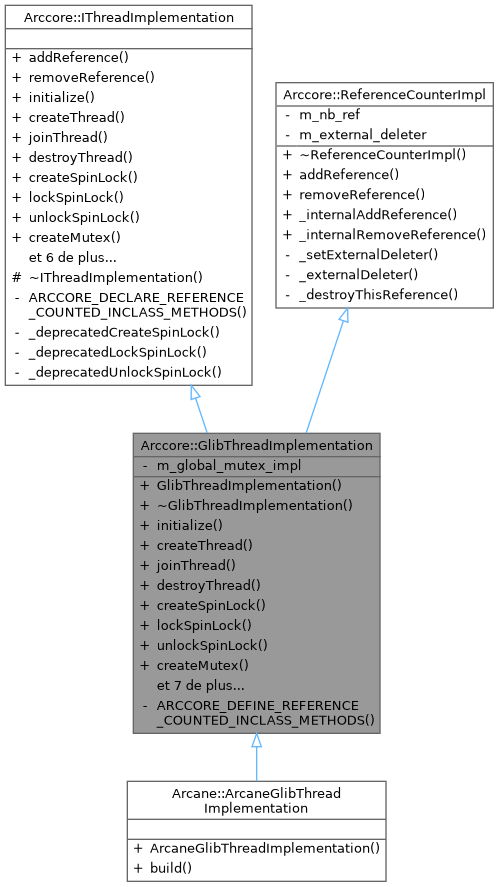 Arccore::IThreadImplementation
+ addReference()
+ removeReference()
+ initialize()
+ createThread()
+ joinThread()
+ destroyThread()
+ createSpinLock()
+ lockSpinLock()
+ unlockSpinLock()
+ createMutex()
et 6 de plus...
# ~IThreadImplementation()
- ARCCORE_DECLARE_REFERENCE
_COUNTED_INCLASS_METHODS()
- _deprecatedCreateSpinLock()
- _deprecatedLockSpinLock()
- _deprecatedUnlockSpinLock()
Arccore::ReferenceCounterImpl
- m_nb_ref
- m_external_deleter
+ ~ReferenceCounterImpl()
+ addReference()
+ removeReference()
+ _internalAddReference()
+ _internalRemoveReference()
- _setExternalDeleter()
- _externalDeleter()
- _destroyThisReference()
Arccore::GlibThreadImplementation
- m_global_mutex_impl
+ GlibThreadImplementation()
+ ~GlibThreadImplementation()
+ initialize()
+ createThread()
+ joinThread()
+ destroyThread()
+ createSpinLock()
+ lockSpinLock()
+ unlockSpinLock()
+ createMutex()
et 7 de plus...
- ARCCORE_DEFINE_REFERENCE
_COUNTED_INCLASS_METHODS()
Arcane::ArcaneGlibThread
Implementation
+ ArcaneGlibThreadImplementation()
+ build()